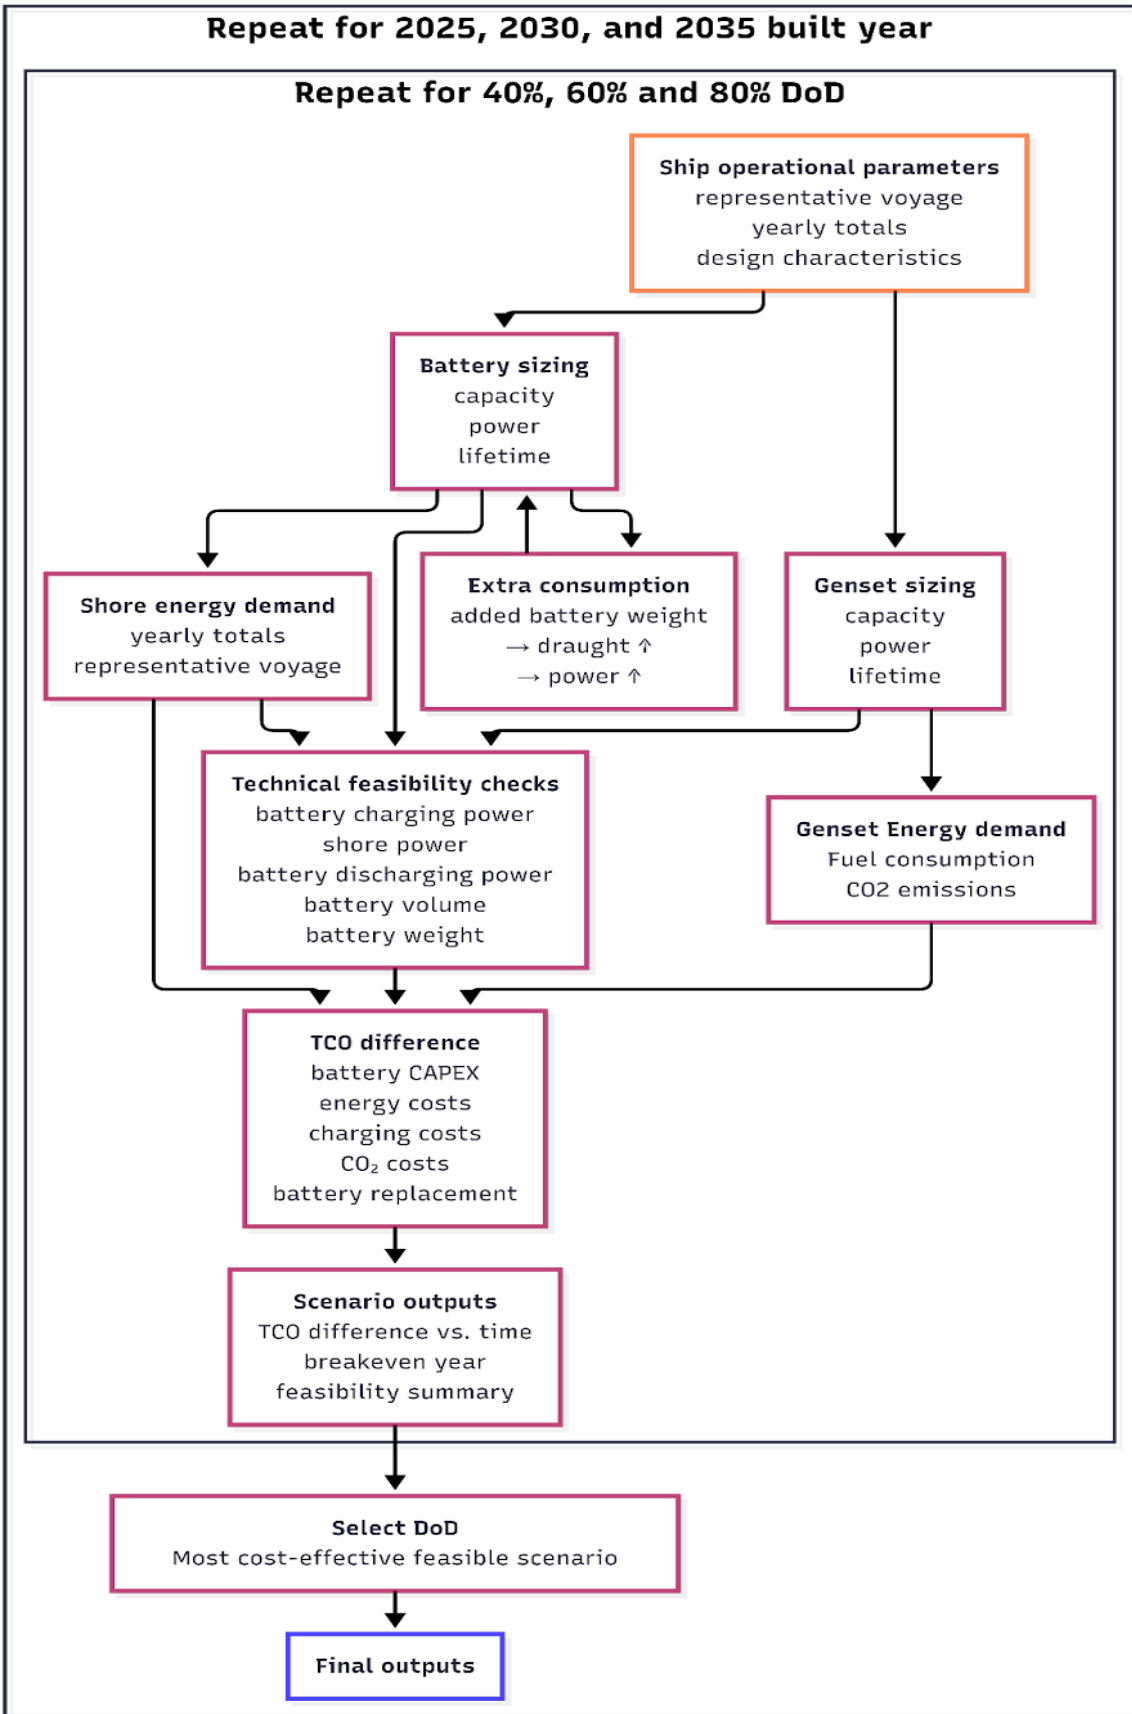 Repeat for 2025, 2030, and 2035 built year
Repeat for 40%, 60% and 80% DoD
Ship operational parameters
representative voyage
yearly totals
design characteristics
Battery sizing
capacity
power
lifetime
Shore energy demand
yearly totals
representative voyage
Extra consumption
added battery weight
→ draught ↑
→ power ↑
Genset sizing
capacity
power
lifetime
Technical feasibility checks
battery charging power
shore power
battery discharging power
battery volume
battery weight
Genset Energy demand
Fuel consumption
CO2 emissions
TCO difference
battery CAPEX
energy costs
charging costs
CO₂ costs
battery replacement
Scenario outputs
TCO difference vs. time
breakeven year
feasibility summary
Select DoD
Most cost-effective feasible scenario
Final outputs